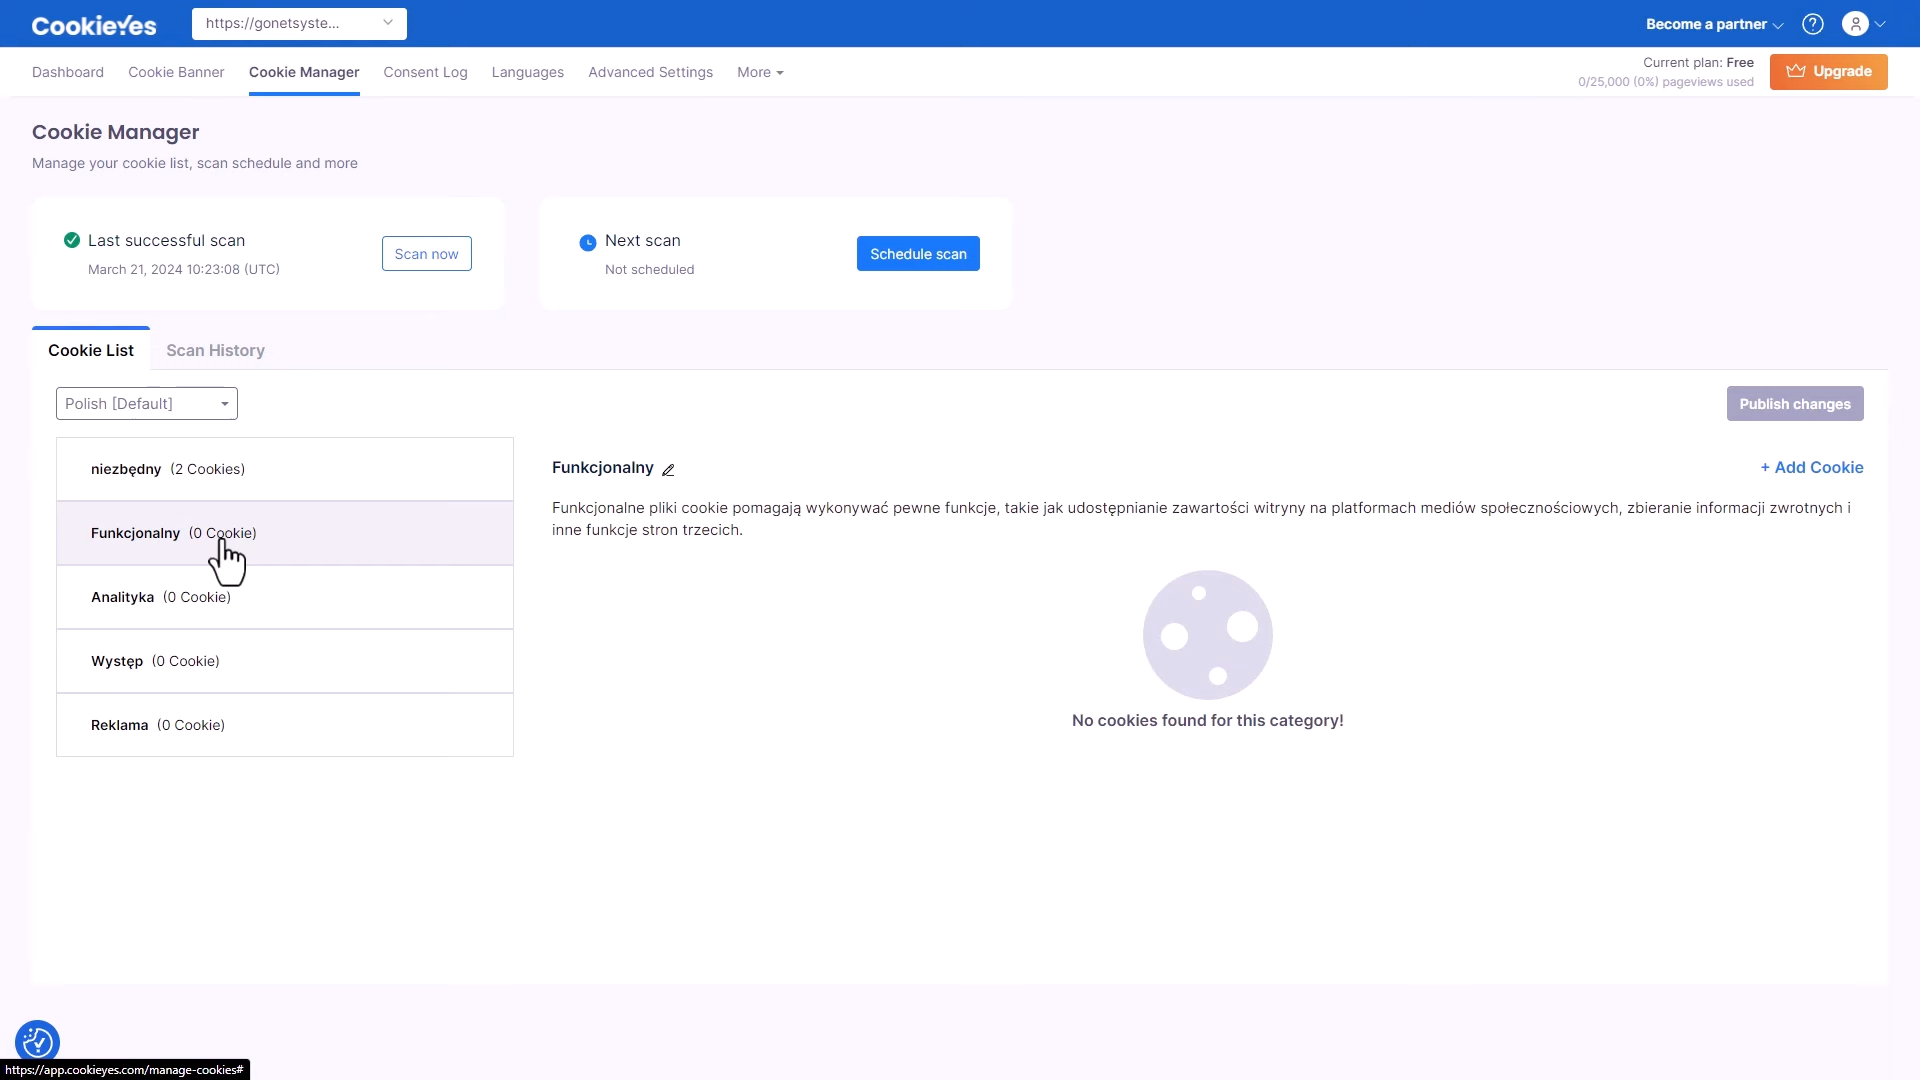 CookieYes
https://gonetsyste...
Become a partner
Dashboard
Cookie Banner
Cookie Manager
Consent Log
Languages
Advanced Settings
More
Current plan: Free
0/25,000 (0%) pageviews used
Upgrade
Cookie Manager
Manage your cookie list, scan schedule and more
Last successful scan
March 21, 2024 10:23:08 (UTC)
Scan now
Next scan
Not scheduled
Schedule scan
Cookie List
Scan History
Polish [Default]
Publish changes
niezbędny (2 Cookies)
Funkcjonalny (0 Cookie)
Analityka (0 Cookie)
Występ (0 Cookie)
Reklama (0 Cookie)
Funkcjonalny
+ Add Cookie
Funkcjonalne pliki cookie pomagają wykonywać pewne funkcje, takie jak udostępnianie zawartości witryny na platformach mediów społecznościowych, zbieranie informacji zwrotnych i
inne funkcje stron trzecich.
No cookies found for this category!
https://app.cookieyes.com/manage-cookies#